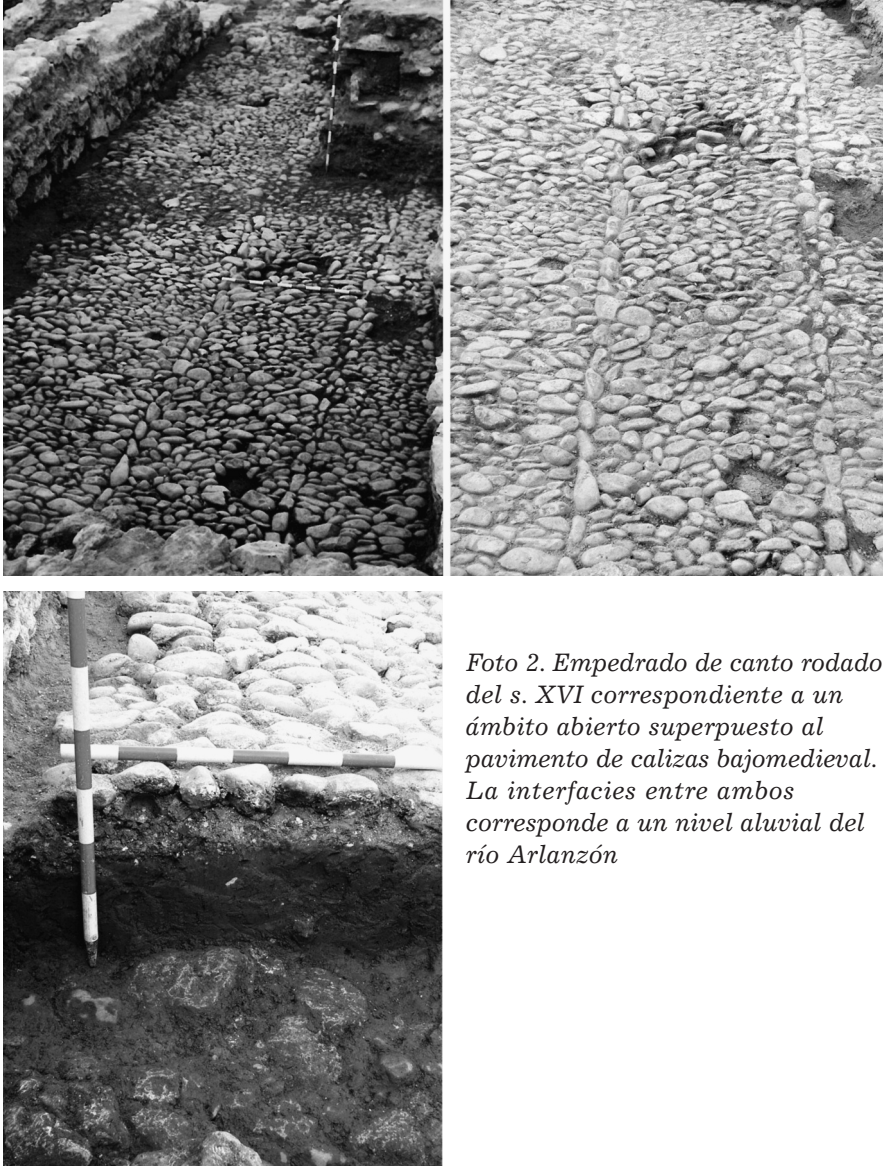 Foto 2. Empedrado de canto rodado
del s. XVI correspondiente a un
ámbito abierto superpuesto al
pavimento de calizas bajomedieval.
La interfacies entre ambos
corresponde a un nivel aluvial del
río Arlanzón